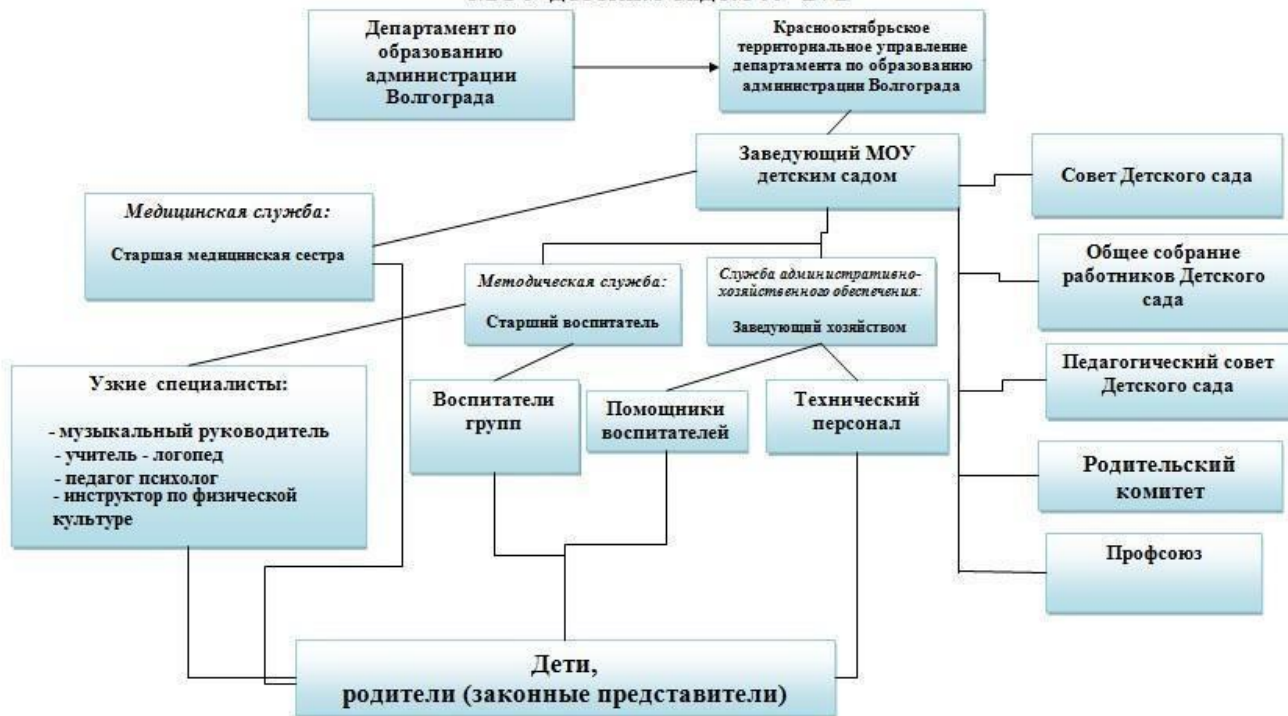 Департамент по
образованию
администрации
Волгограда
Краснооктябрьское
территориальное управление
департамента по образованию
администрации Волгограда
Заведующий МОУ
детским садом
Совет Детского сада
Медицинская служба:
Старшая медицинская сестра
Общее собрание
работников Детского
сада
Методическая служба:
Старший воспитатель
Служба административно-
хозяйственного обеспечения:
Заведующий хозяйством
Педагогический совет
Детского сада
Узкие специалисты:
- музыкальный руководитель
- учитель - логопед
- педагог психолог
- инструктор по физической
культуре
Воспитатели
групп
Помощники
воспитателей
Технический
персонал
Родительский
комитет
Профсоюз
Дети,
родители (законные представители)